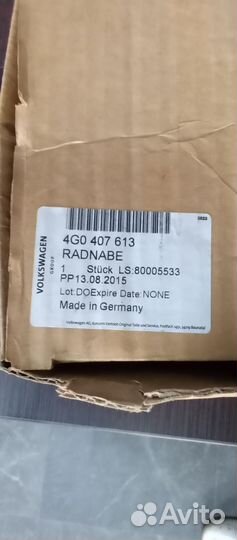 VOLKSWAGEN
GROUP
4G0 407 613
RADNABE
1 Stück LS:80005533
PP13.08.2015
Lot:DOExpire Date:NONE
Made in Germany
Avito